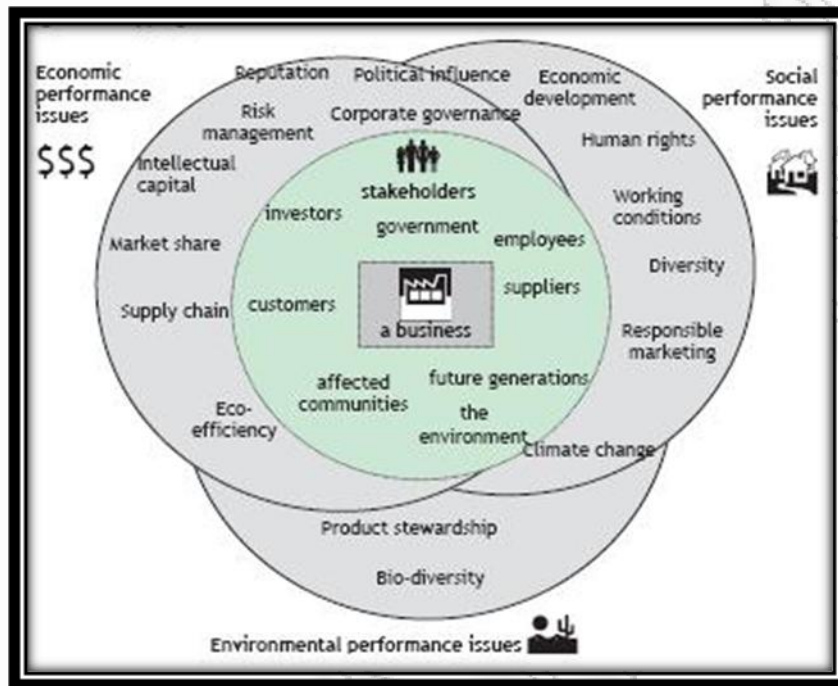 Economic
performance
issues
$$$
Reputation
Political influence
Economic
development
Social
performance
issues
Risk
management
Corporate governance
Human rights
Intellectual
capital
stakeholders
investors
government
employees
Working
conditions
Market share
Diversity
Supply chain
customers
suppliers
a business
Responsible
marketing
affected
communities
future generations
the
environment
Eco-
efficiency
Climate change
Product stewardship
Bio-diversity
Environmental performance issues